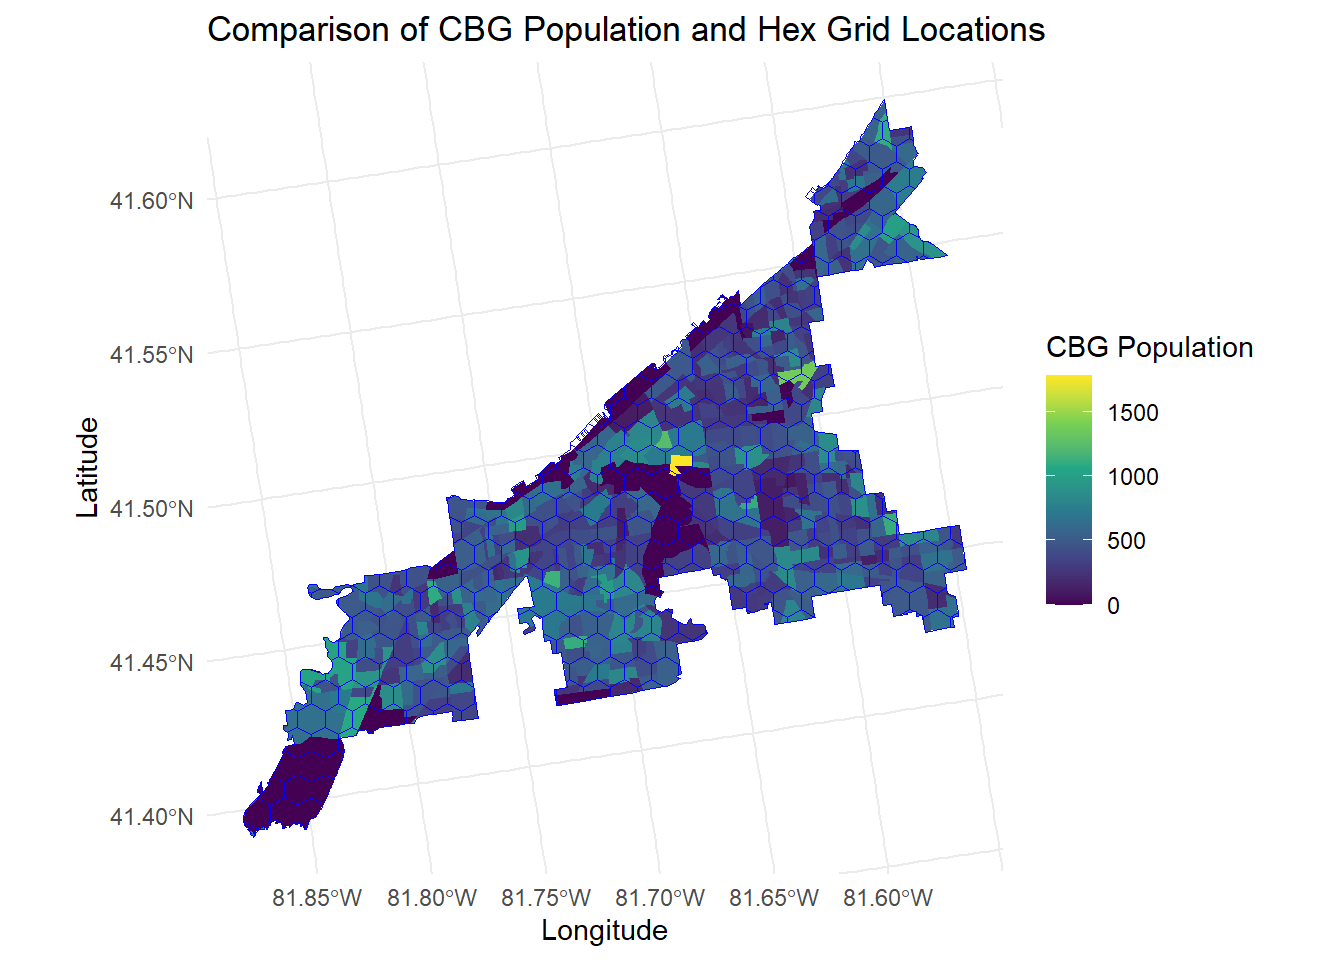 Comparison of CBG Population and Hex Grid Locations
41.60°N
41.55°N
41.50°N
41.45°N
41.40°N
Latitude
81.85°W 81.80°W 81.75°W 81.70°W 81.65°W 81.60°W
Longitude
CBG Population
1500
1000
500
0